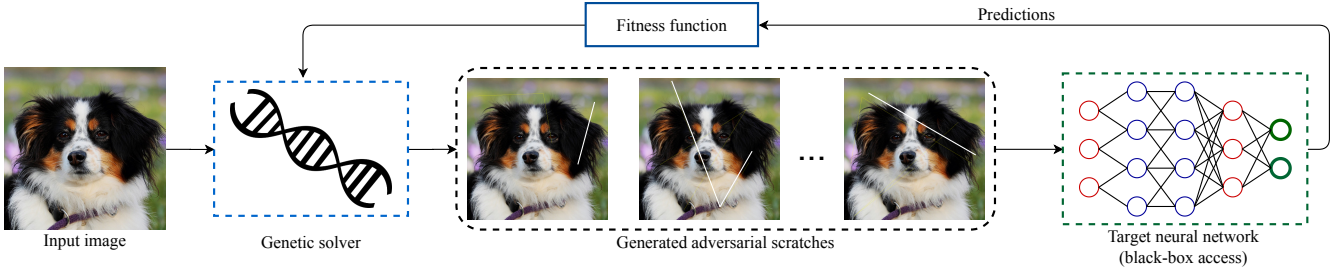 Predictions
Fitness function
...
Input image
Genetic solver
Generated adversarial scratches
Target neural network
(black-box access)